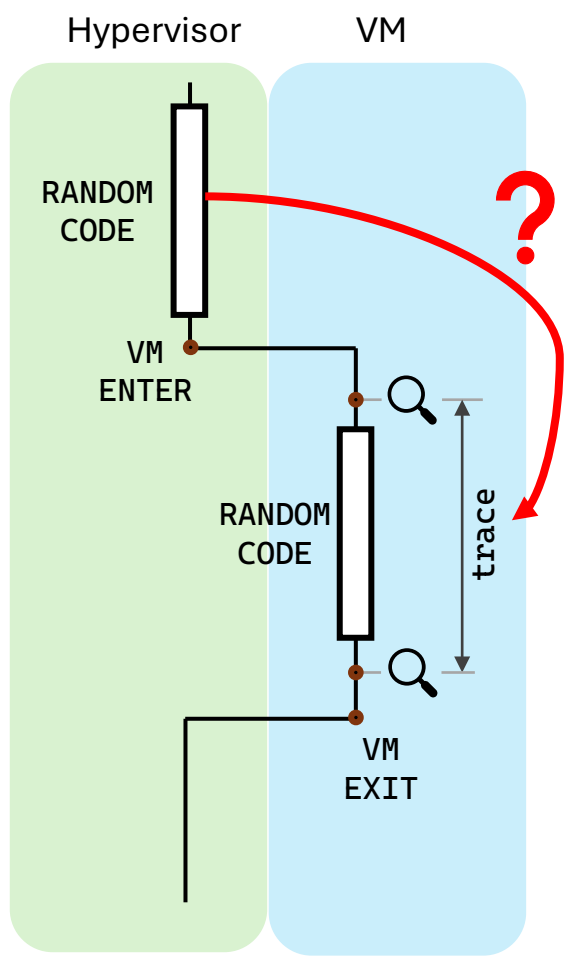 Hypervisor
VM
RANDOM
CODE
?
VM
ENTER
RANDOM
CODE
trace
VM
EXIT